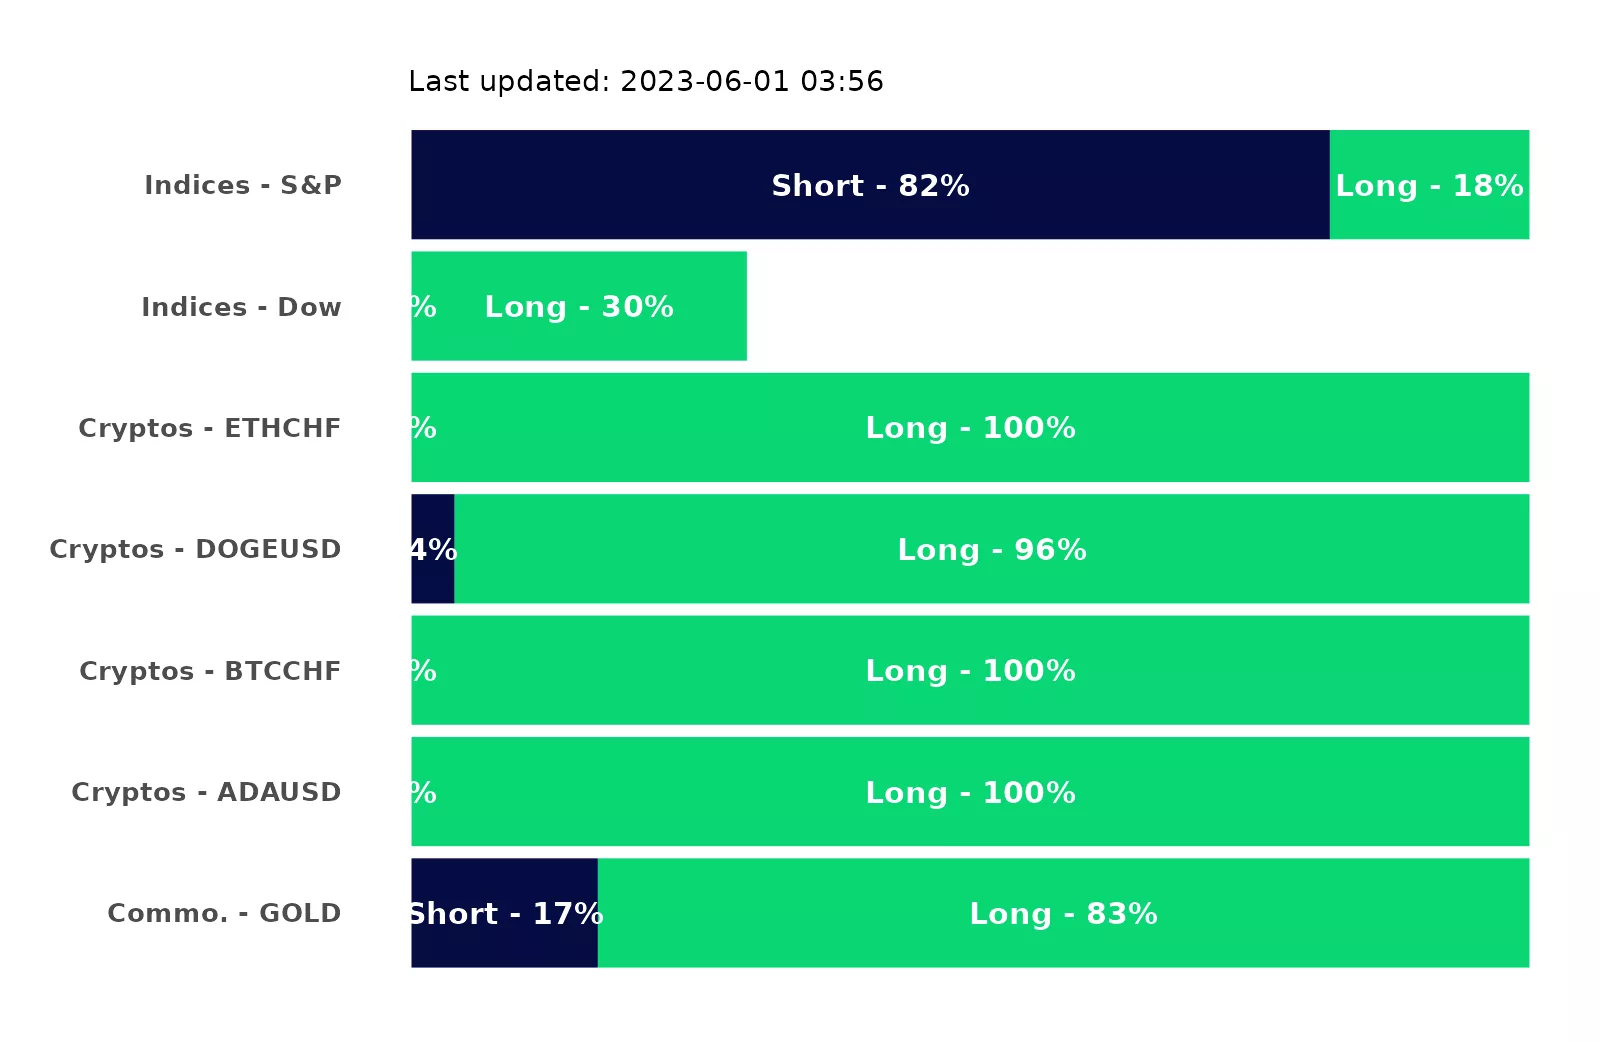 Last updated: 2023-06-01 03:56
Indices - S&P Short - 82% Long - 18%
Indices - Dow % Long - 30%
Cryptos - ETHCHF % Long - 100%
Cryptos - DOGEUSD 4% Long - 96%
Cryptos - BTCCHF % Long - 100%
Cryptos - ADAUSD % Long - 100%
Commo. - GOLD Short - 17% Long - 83%